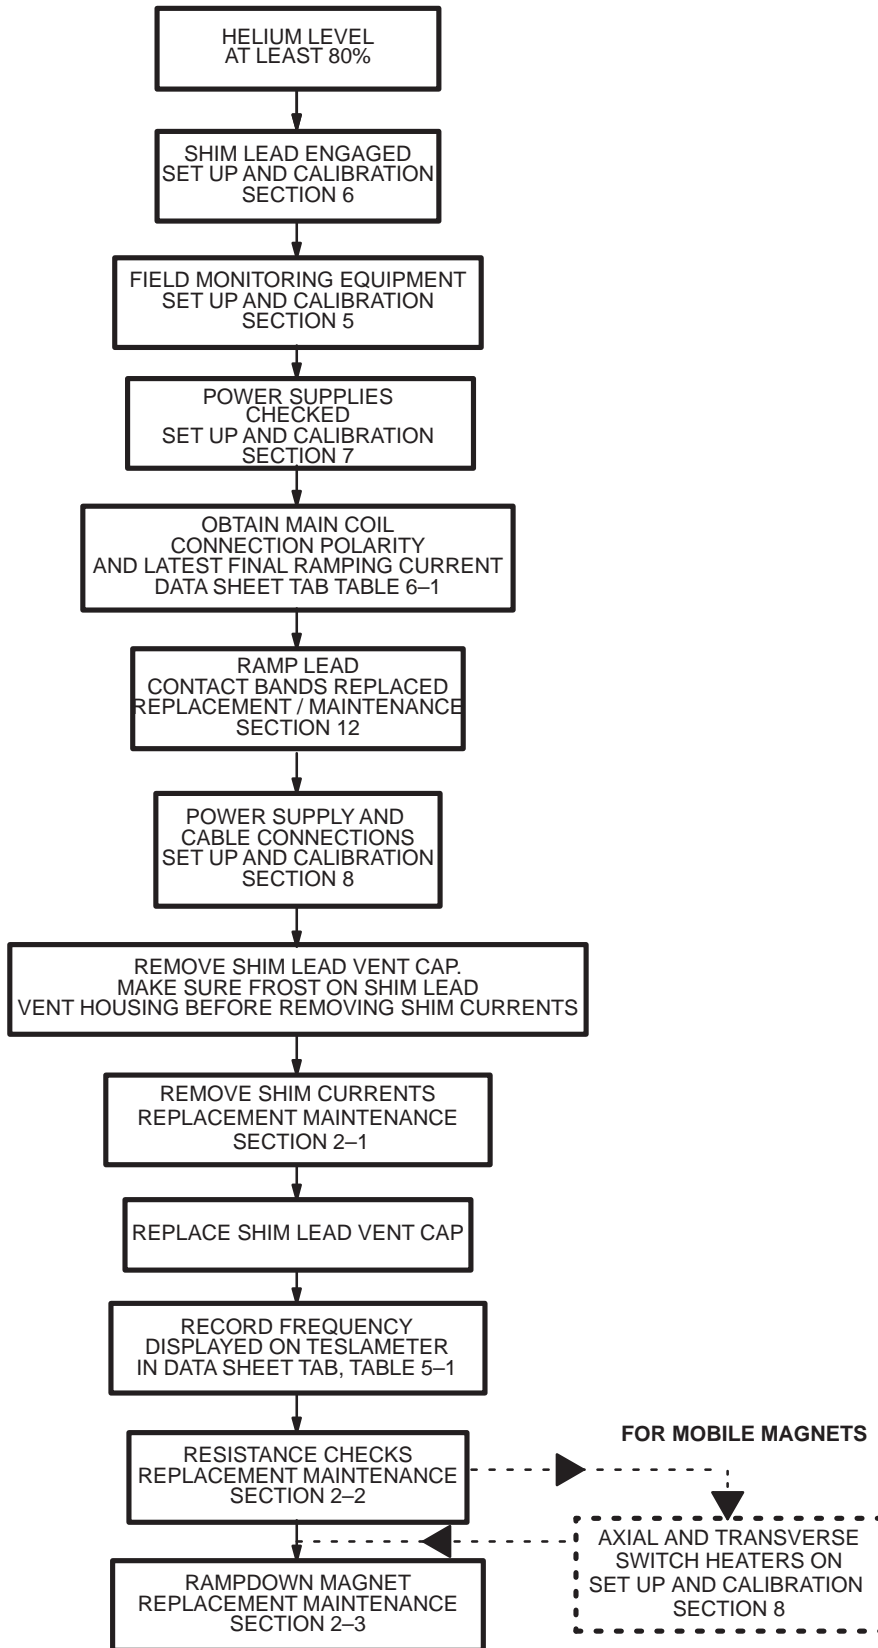 HELIUM LEVEL
AT LEAST 80%
SHIM LEAD ENGAGED
SET UP AND CALIBRATION
SECTION 6
FIELD MONITORING EQUIPMENT
SET UP AND CALIBRATION
SECTION 5
POWER SUPPLIES
CHECKED
SET UP AND CALIBRATION
SECTION 7
OBTAIN MAIN COIL
CONNECTION POLARITY
AND LATEST FINAL RAMPING CURRENT
DATA SHEET TAB TABLE 6–1
RAMP LEAD
CONTACT BANDS REPLACED
REPLACEMENT / MAINTENANCE
SECTION 12
POWER SUPPLY AND
CABLE CONNECTIONS
SET UP AND CALIBRATION
SECTION 8
REMOVE SHIM LEAD VENT CAP.
MAKE SURE FROST ON SHIM LEAD
VENT HOUSING BEFORE REMOVING SHIM CURRENTS
REMOVE SHIM CURRENTS
REPLACEMENT MAINTENANCE
SECTION 2–1
REPLACE SHIM LEAD VENT CAP
RECORD FREQUENCY
DISPLAYED ON TESLAMETER
IN DATA SHEET TAB, TABLE 5–1
RESISTANCE CHECKS
REPLACEMENT MAINTENANCE
SECTION 2–2
FOR MOBILE MAGNETS
AXIAL AND TRANSVERSE
SWITCH HEATERS ON
SET UP AND CALIBRATION
SECTION 8
RAMPDOWN MAGNET
REPLACEMENT MAINTENANCE
SECTION 2–3